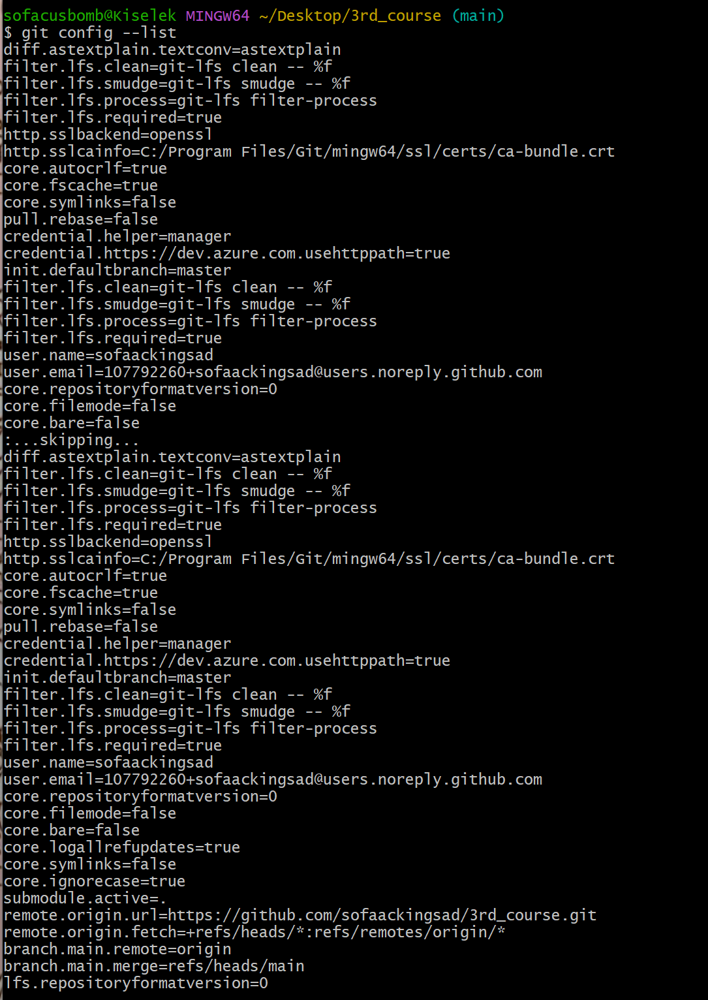 sofacusbomb@Kiselek MINGW64 ~/Desktop/3rd_course (main)
$ git config --list
diff.astextplain.textconv=astextplain
filter.lfs.clean=git-lfs clean -- %f
filter.lfs.smudge=git-lfs smudge -- %f
filter.lfs.process=git-lfs filter-process
filter.lfs.required=true
http.sslbackend=openssl
http.sslcainfo=C:/Program Files/Git/mingw64/ssl/certs/ca-bundle.crt
core.autocrlf=true
core.fscache=true
core.symlinks=false
pull.rebase=false
credential.helper=manager
credential.https://dev.azure.com.usehttppath=true
init.defaultbranch=master
filter.lfs.clean=git-lfs clean -- %f
filter.lfs.smudge=git-lfs smudge -- %f
filter.lfs.process=git-lfs filter-process
filter.lfs.required=true
user.name=sofaackingsad
user.email=107792260+sofaackingsad@users.noreply.github.com
core.repositoryformatversion=0
core.filemode=false
core.bare=false
:...skipping...
diff.astextplain.textconv=astextplain
filter.lfs.clean=git-lfs clean -- %f
filter.lfs.smudge=git-lfs smudge -- %f
filter.lfs.process=git-lfs filter-process
filter.lfs.required=true
http.sslbackend=openssl
http.sslcainfo=C:/Program Files/Git/mingw64/ssl/certs/ca-bundle.crt
core.autocrlf=true
core.fscache=true
core.symlinks=false
pull.rebase=false
credential.helper=manager
credential.https://dev.azure.com.usehttppath=true
init.defaultbranch=master
filter.lfs.clean=git-lfs clean -- %f
filter.lfs.smudge=git-lfs smudge -- %f
filter.lfs.process=git-lfs filter-process
filter.lfs.required=true
user.name=sofaackingsad
user.email=107792260+sofaackingsad@users.noreply.github.com
core.repositoryformatversion=0
core.filemode=false
core.bare=false
core.logallrefupdates=true
core.symlinks=false
core.ignorecase=true
submodule.active=.
remote.origin.url=https://github.com/sofaackingsad/3rd_course.git
remote.origin.fetch=+refs/heads/*:refs/remotes/origin/*
branch.main.remote=origin
branch.main.merge=refs/heads/main
lfs.repositoryformatversion=0